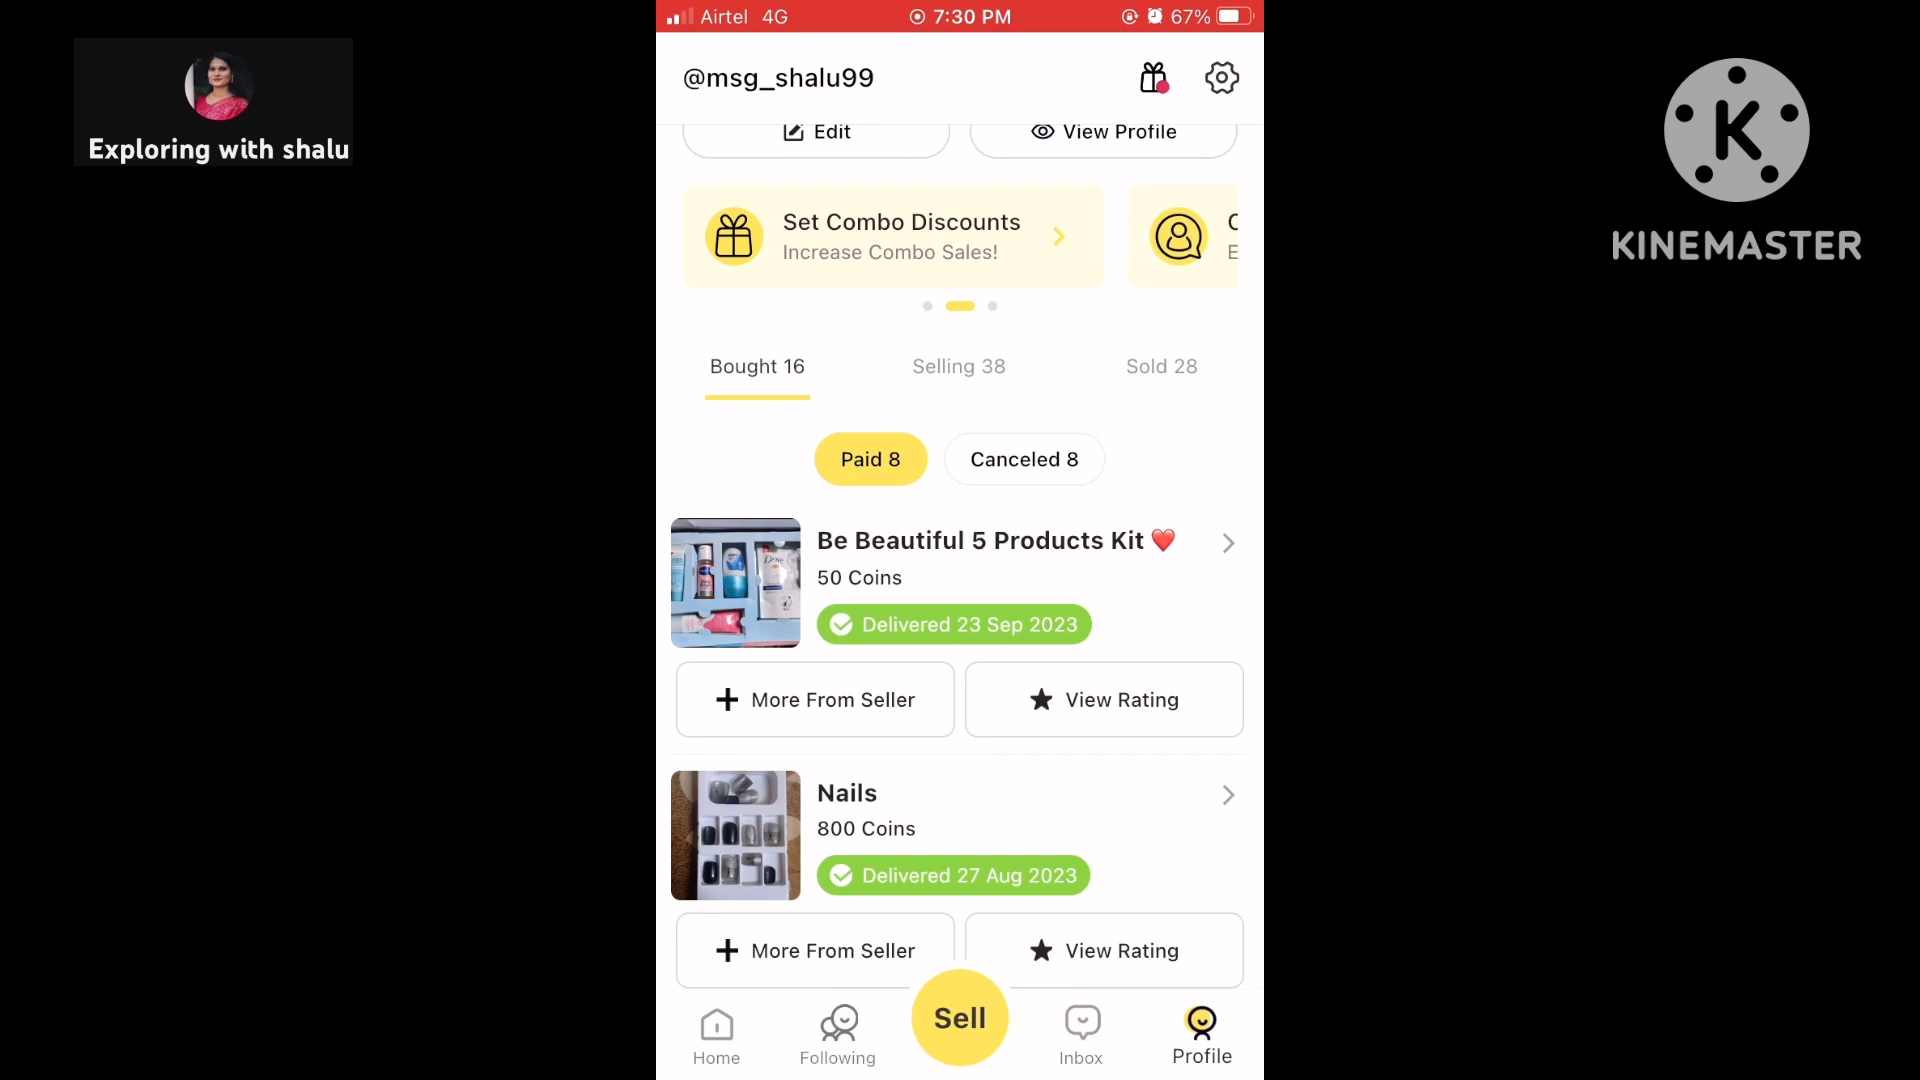 Airtel 4G 7:30 PM 67%
@msg_shalu99
Exploring with shalu
K
KINEMASTER
Edit
View Profile
Set Combo Discounts
Increase Combo Sales!
Bought 16
Selling 38
Sold 28
Paid 8
Canceled 8
Be Beautiful 5 Products Kit ❤️
50 Coins
Delivered 23 Sep 2023
Dove
More From Seller
View Rating
Nails
800 Coins
Delivered 27 Aug 2023
More From Seller
View Rating
Sell
Home
Following
Inbox
Profile